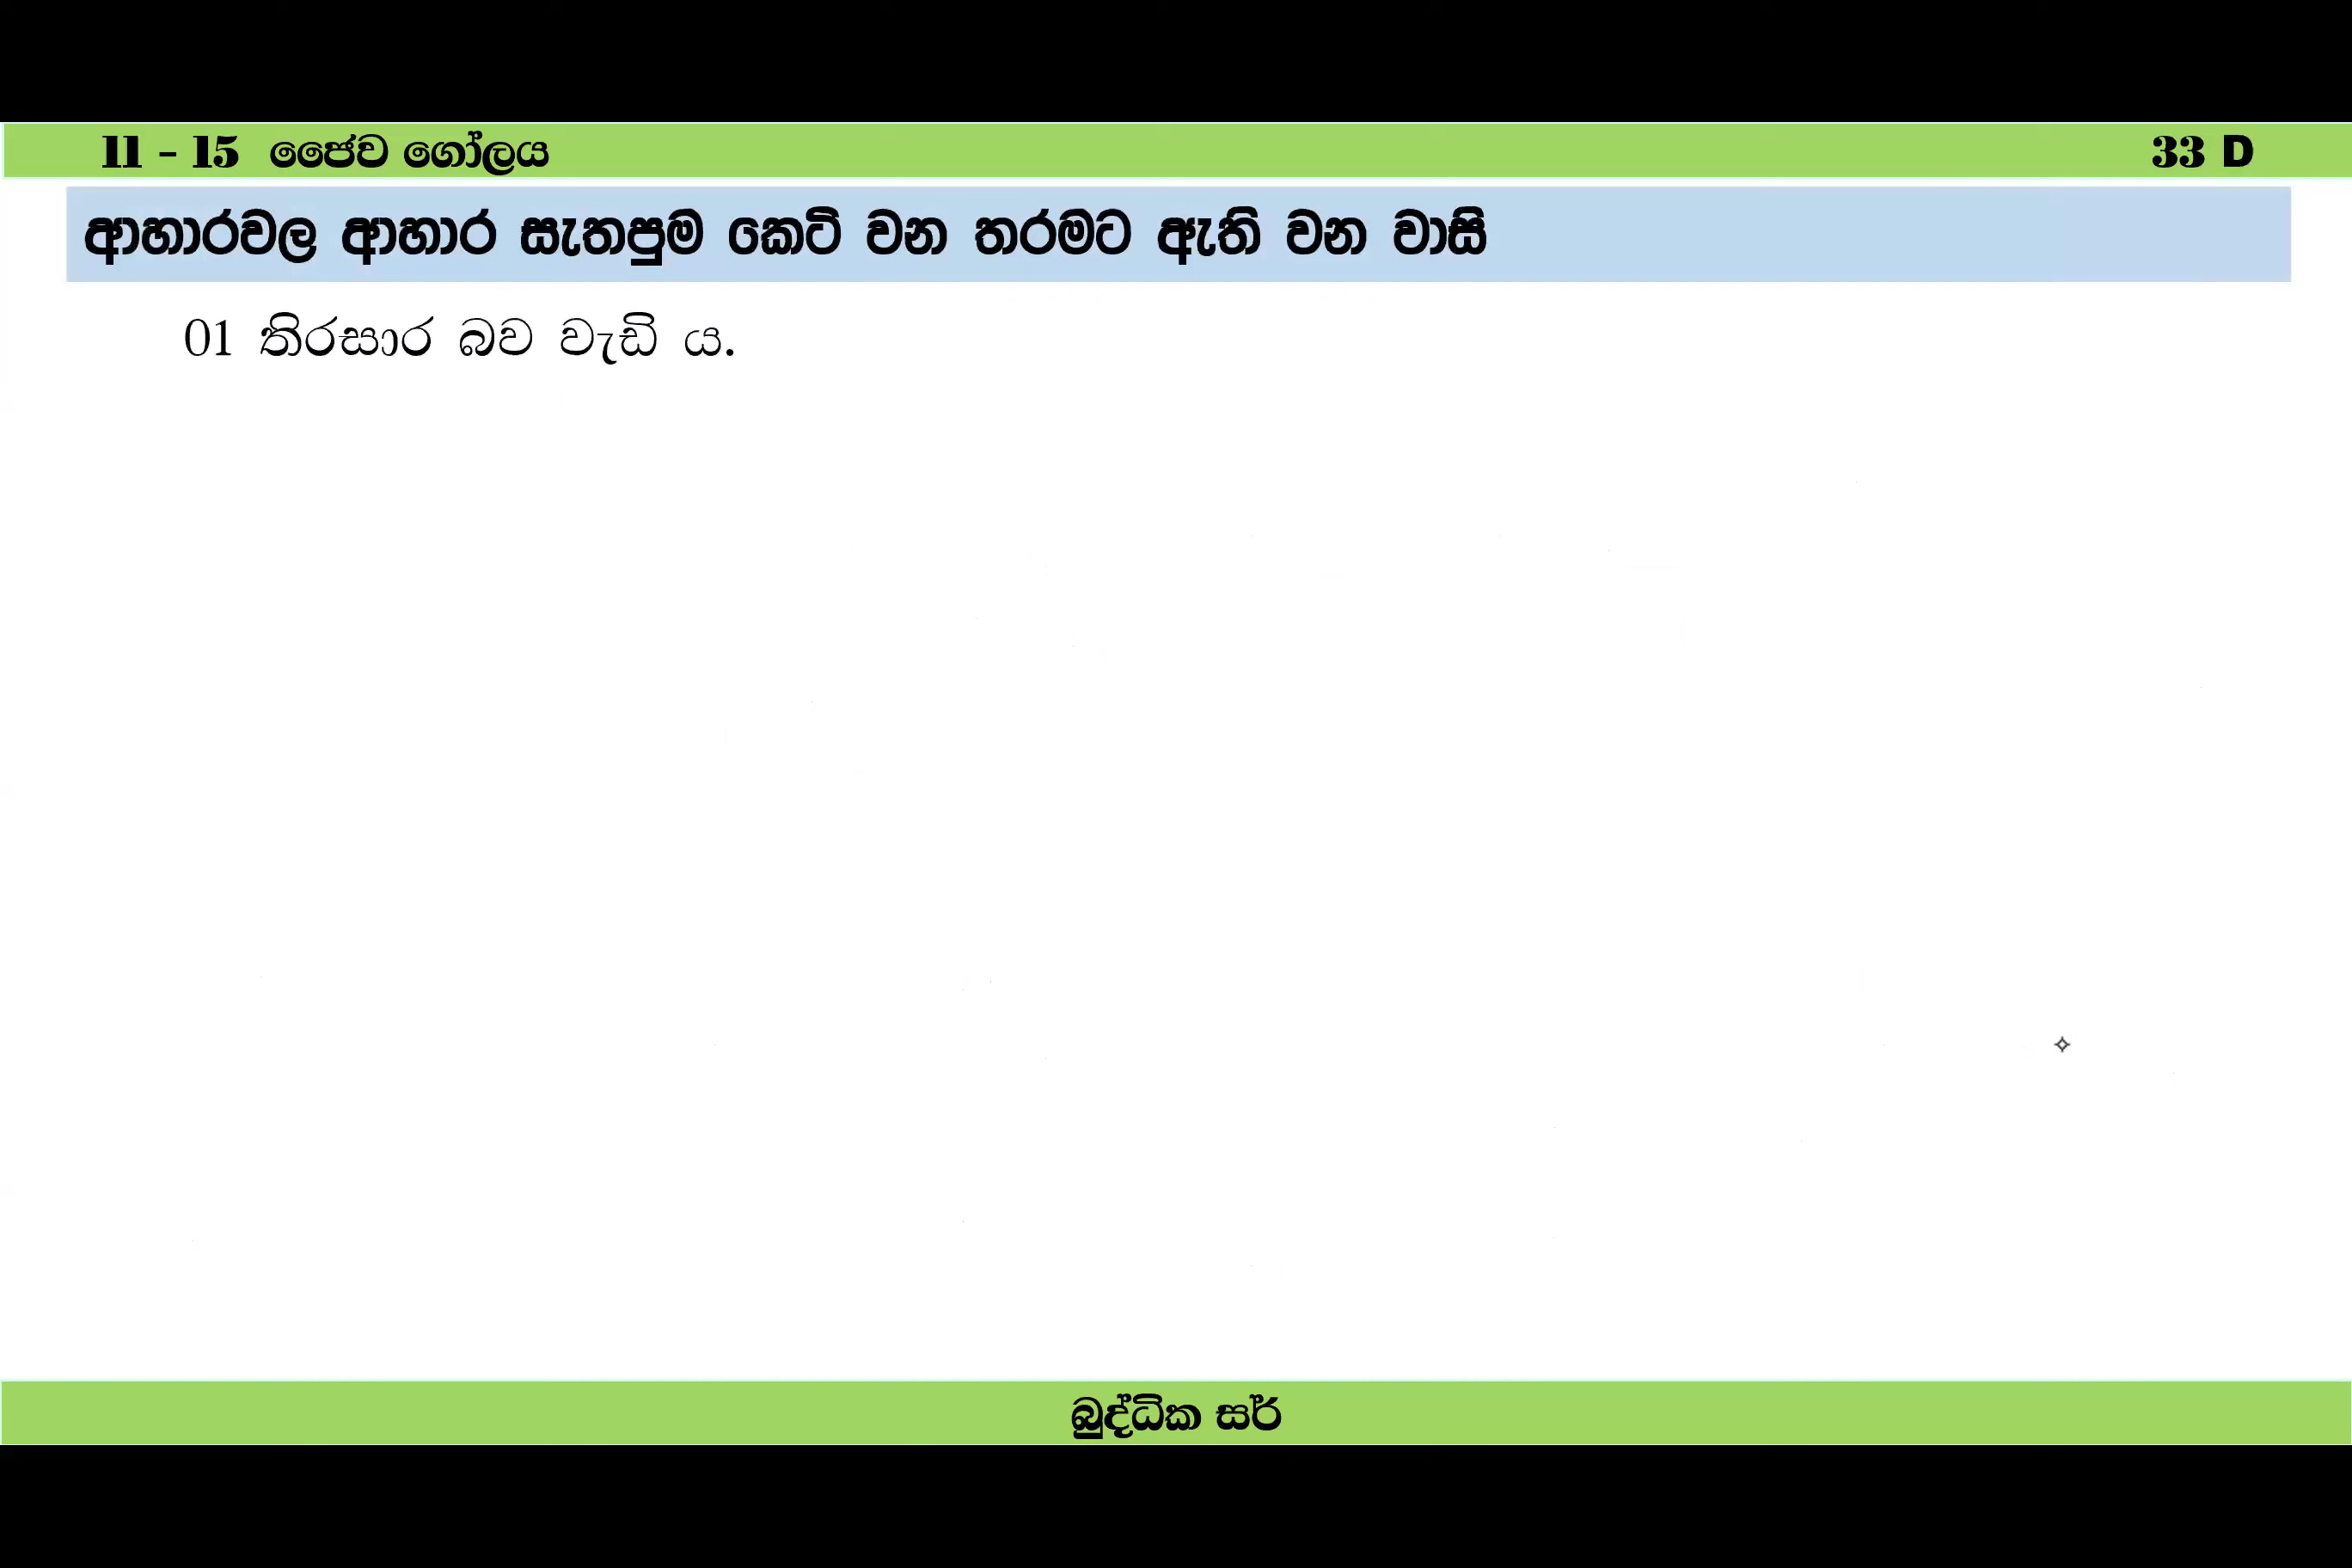 11 - 15 ජෛව ගෝලය
33 D
ආහාරවල ආහාර සැතපුම කෙටි වන තරමට ඇති වන වාසි
01 තිරසාර බව වැඩි ය.
බුද්ධික සර්